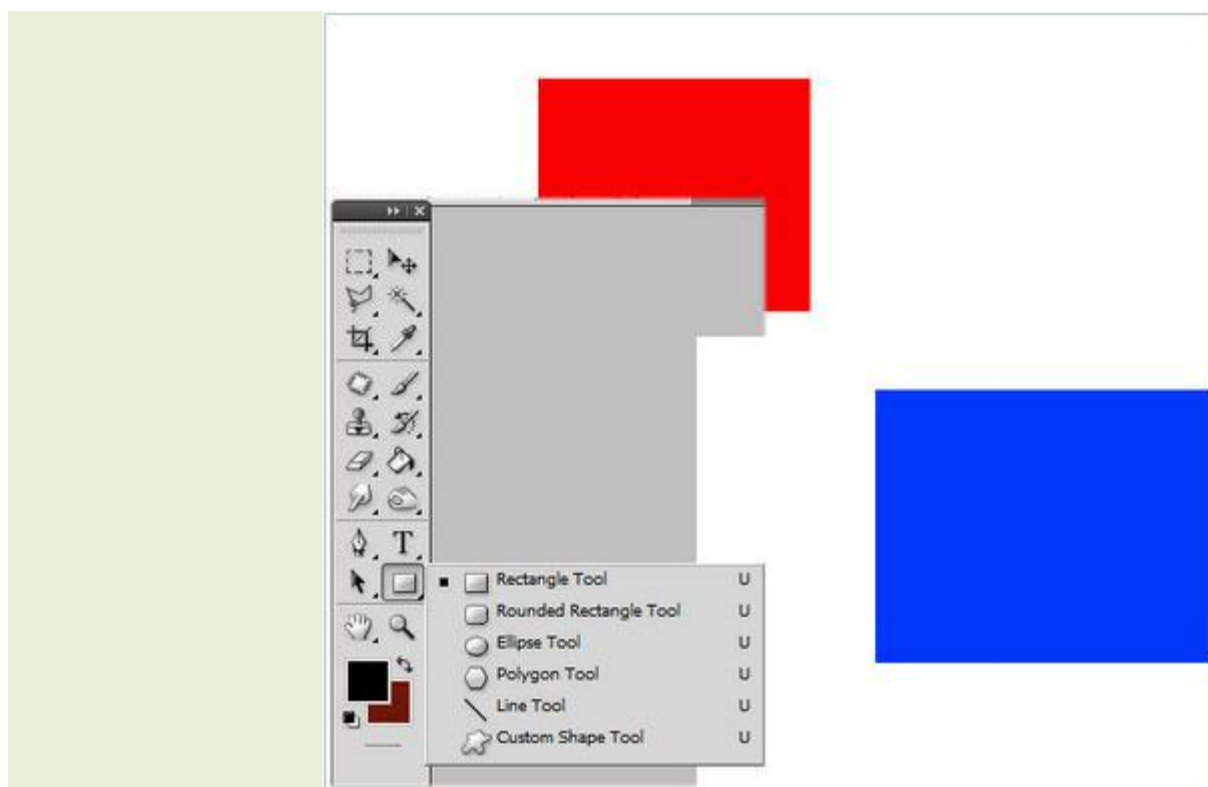 T
Rectangle Tool U
Rounded Rectangle Tool U
Ellipse Tool U
Polygon Tool U
Line Tool U
Custom Shape Tool U